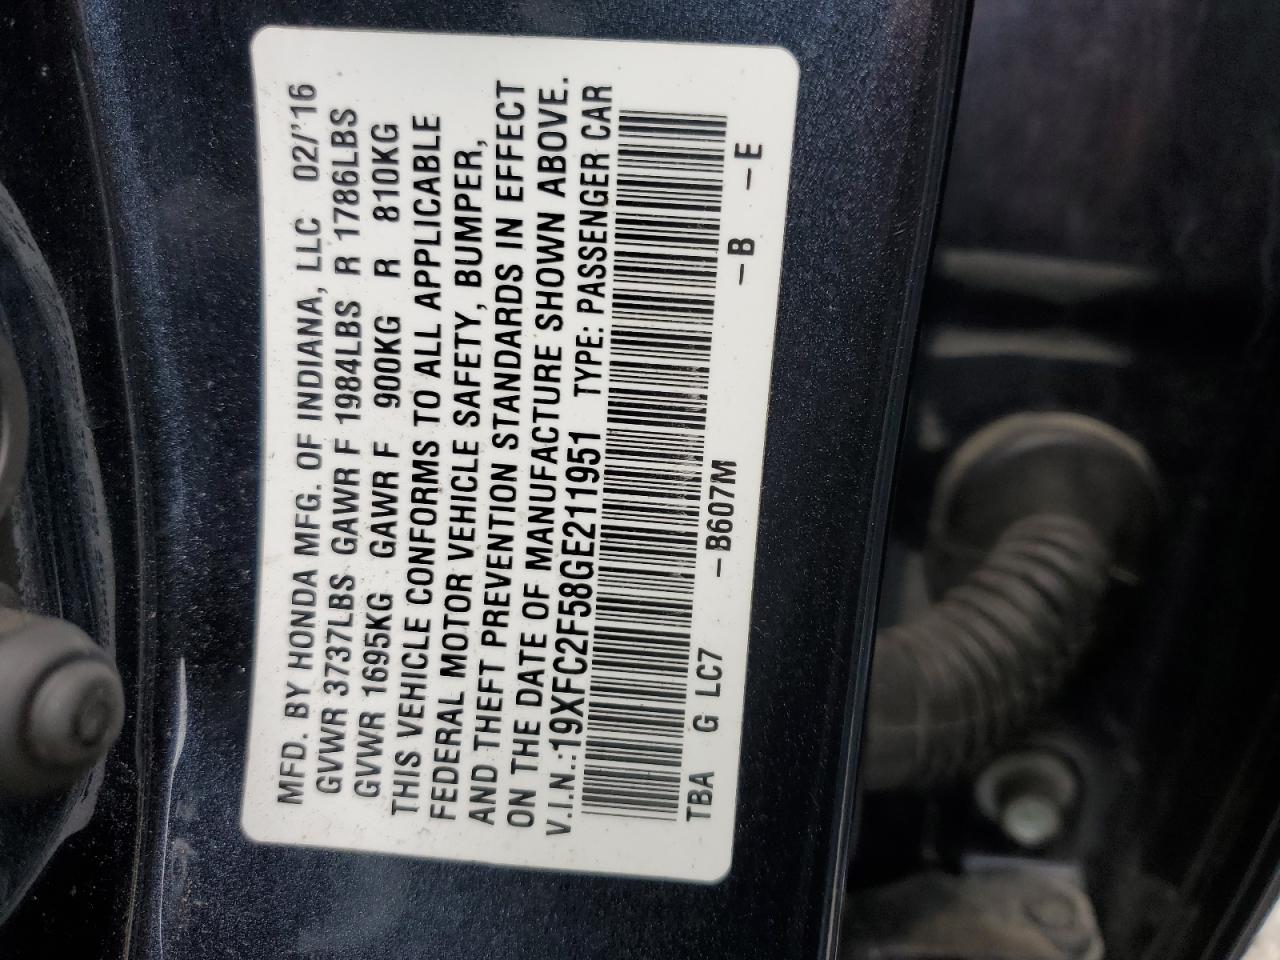 MFD. BY HONDA MFG. OF INDIANA, LLC 02/'16
GVWR 3737LBS GAWR F 1984LBS R 1786LBS
GVWR 1695KG GAWR F 900KG R 810KG
THIS VEHICLE CONFORMS TO ALL APPLICABLE
FEDERAL MOTOR VEHICLE SAFETY, BUMPER,
AND THEFT PREVENTION STANDARDS IN EFFECT
ON THE DATE OF MANUFACTURE SHOWN ABOVE.
V.I.N.:19XFC2F58GE211951 TYPE: PASSENGER CAR
TBA G LC7 –B607M –B –E